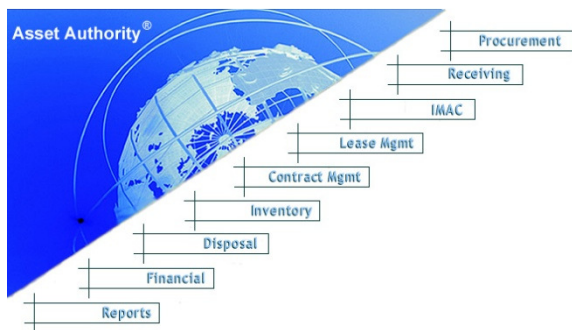 Asset Authority®
Procurement
Receiving
IMAC
Lease Mgmt
Contract Mgmt
Inventory
Disposal
Financial
Reports